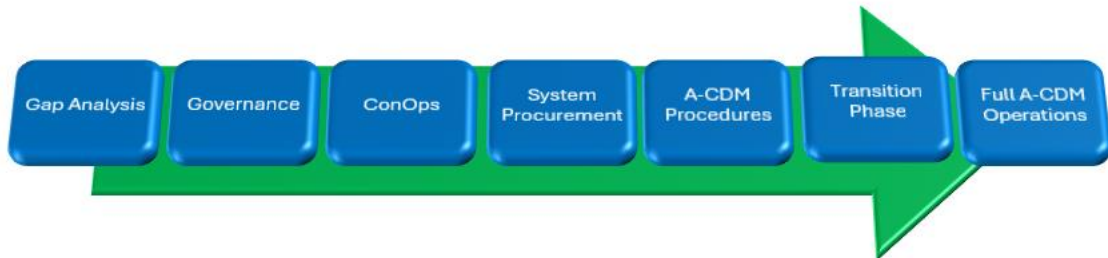 Gap Analysis
Governance
ConOps
System
Procurement
A-CDM
Procedures
Transition
Phase
Full A-CDM
Operations